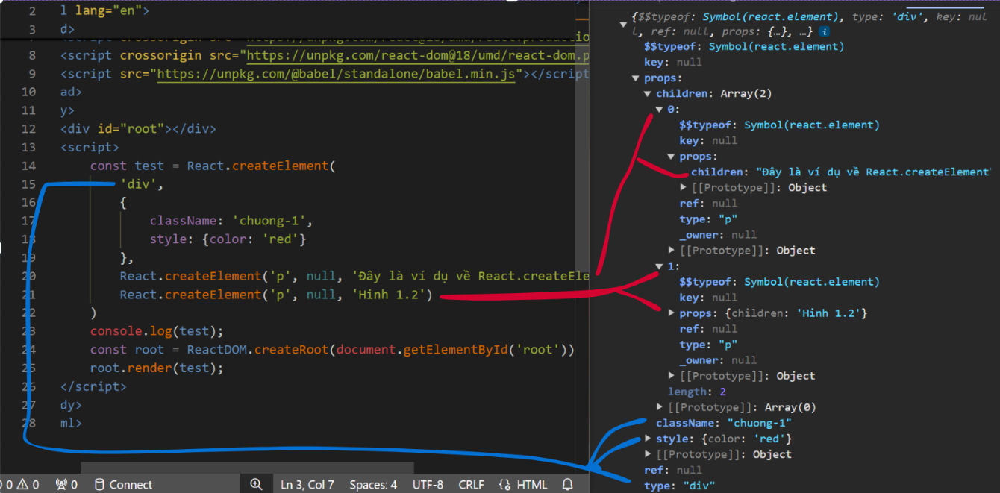 2 l lang="en">
3 d>
8 <script crossorigin src="https://unpkg.com/react-dom@18/umd/react-dom.p
9 <script src="https://unpkg.com/@babel/standalone/babel.min.js"></script
10 ad>
11 y>
12 <div id="root"></div>
13 <script>
14 const test = React.createElement(
15 'div',
16 {
17 className: 'chuong-1',
18 style: {color: 'red'}
19 },
20 React.createElement('p', null, 'Đây là ví dụ về React.createEle
21 React.createElement('p', null, 'Hình 1.2')
22 )
23 console.log(test);
24 const root = ReactDOM.createRoot(document.getElementById('root'))
25 root.render(test);
26 </script>
27 dy>
28 ml>
0 0 0 Connect Ln 3, Col 7 Spaces: 4 UTF-8 CRLF HTML
{$$typeof: Symbol(react.element), type: 'div', key: nul
l, ref: null, props: {…}, …}
$$typeof: Symbol(react.element)
key: null
props:
children: Array(2)
0:
$$typeof: Symbol(react.element)
key: null
props:
children: "Đây là ví dụ về React.createElement"
[[Prototype]]: Object
ref: null
type: "p"
_owner: null
[[Prototype]]: Object
1:
$$typeof: Symbol(react.element)
key: null
props: {children: 'Hình 1.2'}
ref: null
type: "p"
_owner: null
[[Prototype]]: Object
length: 2
[[Prototype]]: Array(0)
className: "chuong-1"
style: {color: 'red'}
[[Prototype]]: Object
ref: null
type: "div"